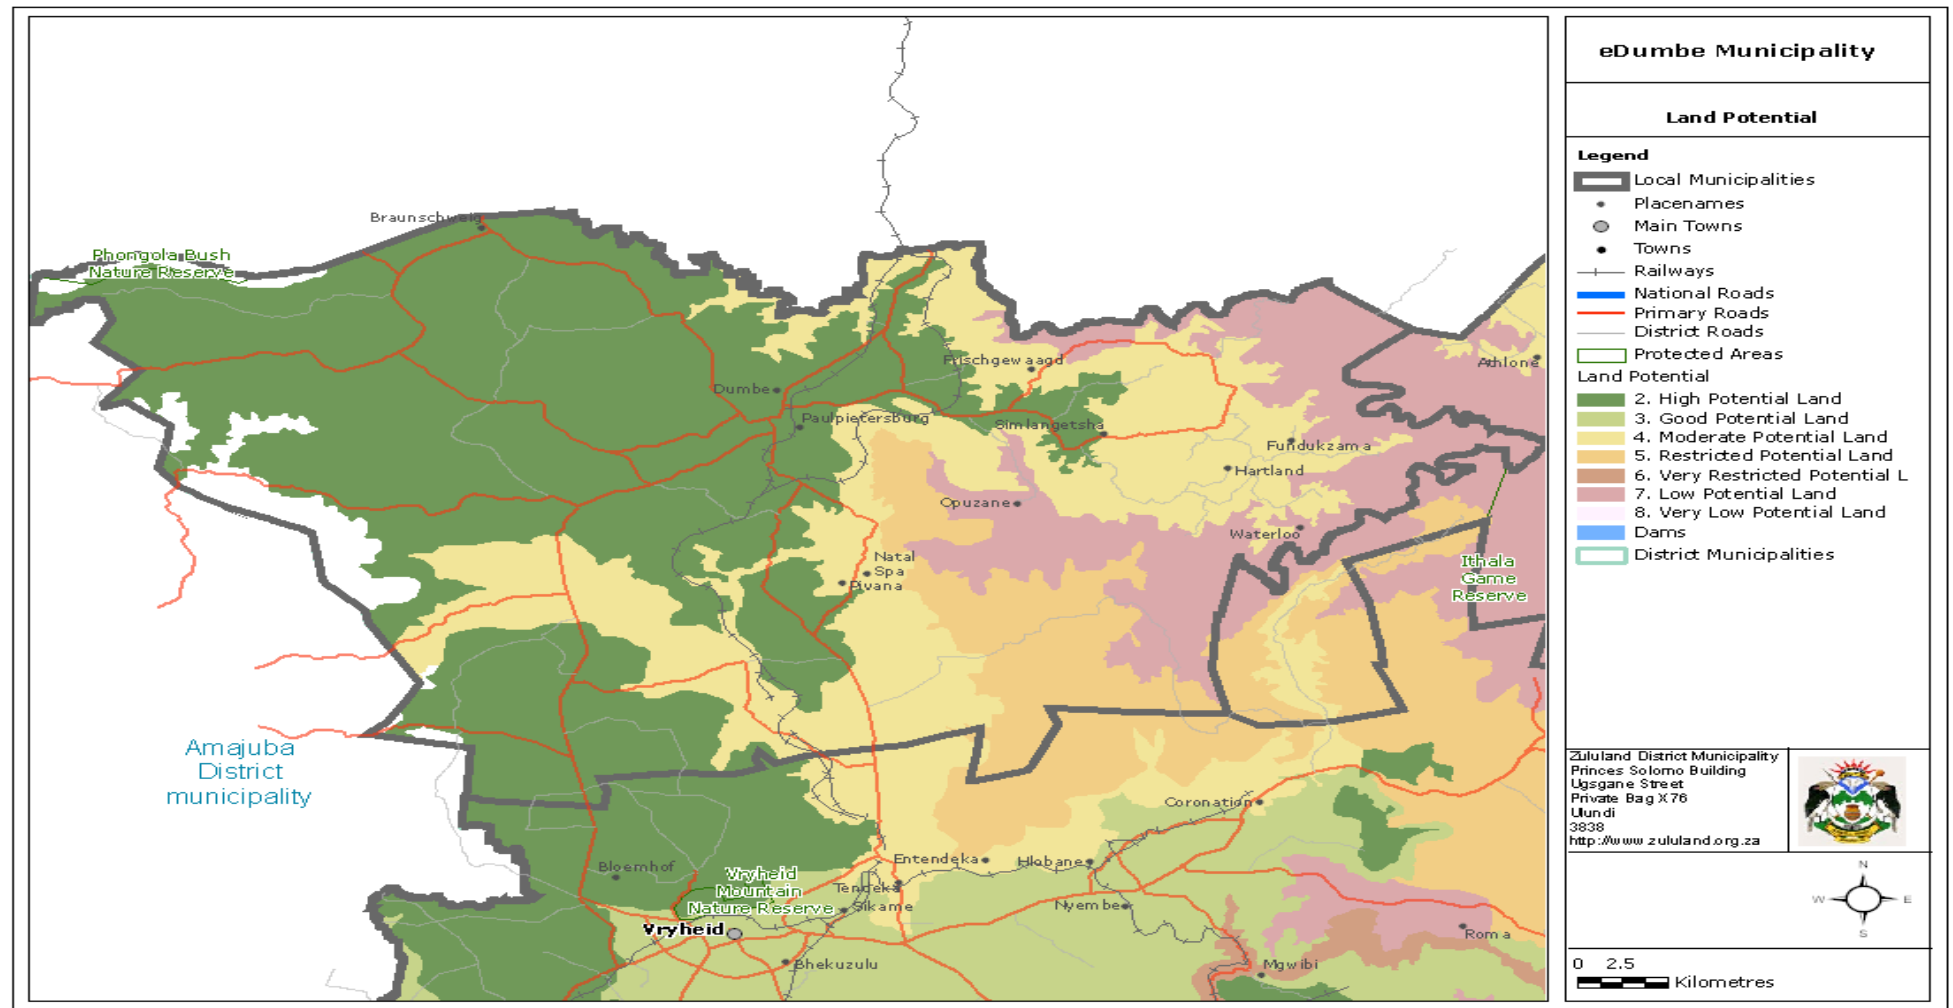 Braunschweig
Phongola Bush
Nature Reserve
Dumbe
Paulpietersburg
Frischgewaagd
Simlangetsha
Athlone
Fundukzama
Hartland
Opuzane
Waterloo
Natal
Spa
Pivana
Ithala
Game
Reserve
Amajuba
District
municipality
Coronation
Bloemhof
Vryheid
Mountain
Nature Reserve
Entendeka
Hlobane
Tendeka
Sikame
Nyembe
Vryheid
Bhekuzulu
Roma
Mgwibi
eDumbe Municipality
Land Potential
Legend
Local Municipalities
Placenames
Main Towns
Towns
Railways
National Roads
Primary Roads
District Roads
Protected Areas
Land Potential
2. High Potential Land
3. Good Potential Land
4. Moderate Potential Land
5. Restricted Potential Land
6. Very Restricted Potential L
7. Low Potential Land
8. Very Low Potential Land
Dams
District Municipalities
Zululand District Municipality
Princes Solomo Building
Ugsgane Street
Private Bag X76
Ulundi
3838
http://www.zululand.org.za
N
W E
S
0 2.5
Kilometres